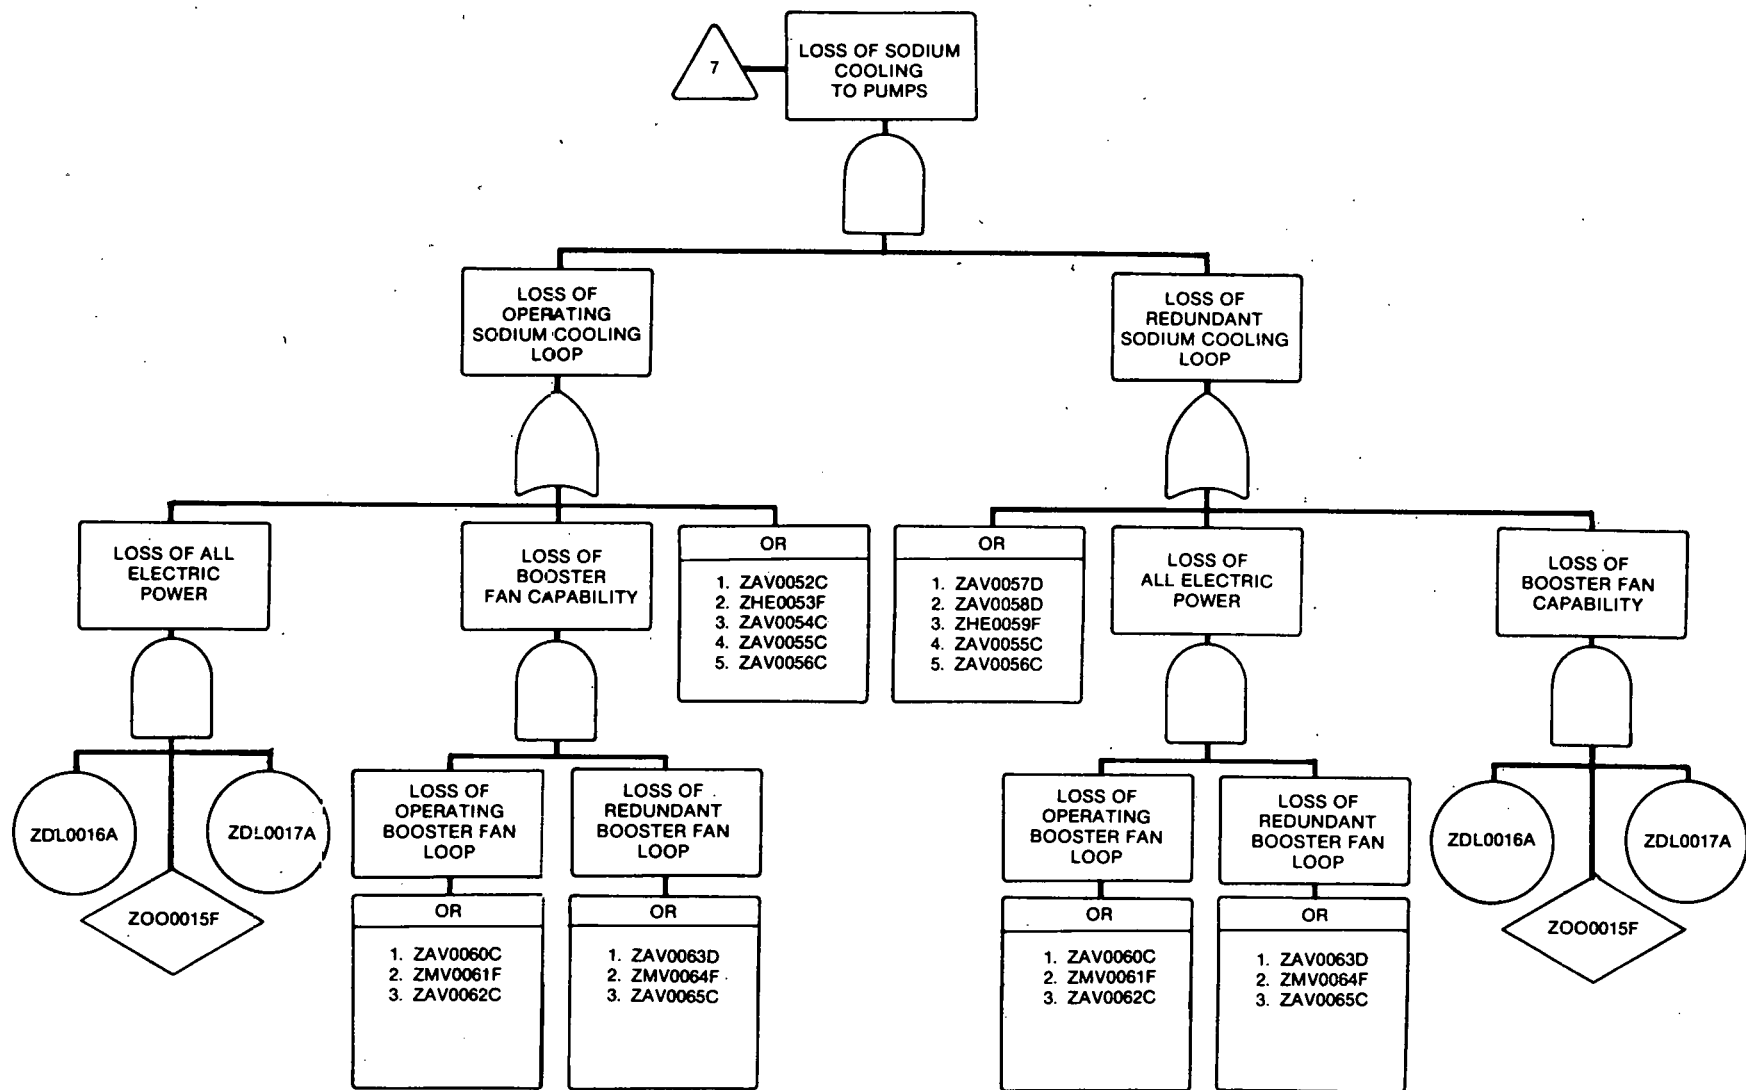 7
LOSS OF SODIUM
COOLING
TO PUMPS
LOSS OF
OPERATING
SODIUM COOLING
LOOP
LOSS OF
REDUNDANT
SODIUM COOLING
LOOP
LOSS OF ALL
ELECTRIC
POWER
LOSS OF
BOOSTER
FAN CAPABILITY
OR
1. ZAV0052C
2. ZHE0053F
3. ZAV0054C
4. ZAV0055C
5. ZAV0056C
OR
1. ZAV0057D
2. ZAV0058D
3. ZHE0059F
4. ZAV0055C
5. ZAV0056C
LOSS OF
ALL ELECTRIC
POWER
LOSS OF
BOOSTER FAN
CAPABILITY
ZDL0016A
ZOO0015F
ZDL0017A
LOSS OF
OPERATING
BOOSTER FAN
LOOP
OR
1. ZAV0060C
2. ZMV0061F
3. ZAV0062C
LOSS OF
REDUNDANT
BOOSTER FAN
LOOP
OR
1. ZAV0063D
2. ZMV0064F
3. ZAV0065C
LOSS OF
OPERATING
BOOSTER FAN
LOOP
OR
1. ZAV0060C
2. ZMV0061F
3. ZAV0062C
LOSS OF
REDUNDANT
BOOSTER FAN
LOOP
OR
1. ZAV0063D
2. ZMV0064F
3. ZAV0065C
ZDL0016A
ZOO0015F
ZDL0017A